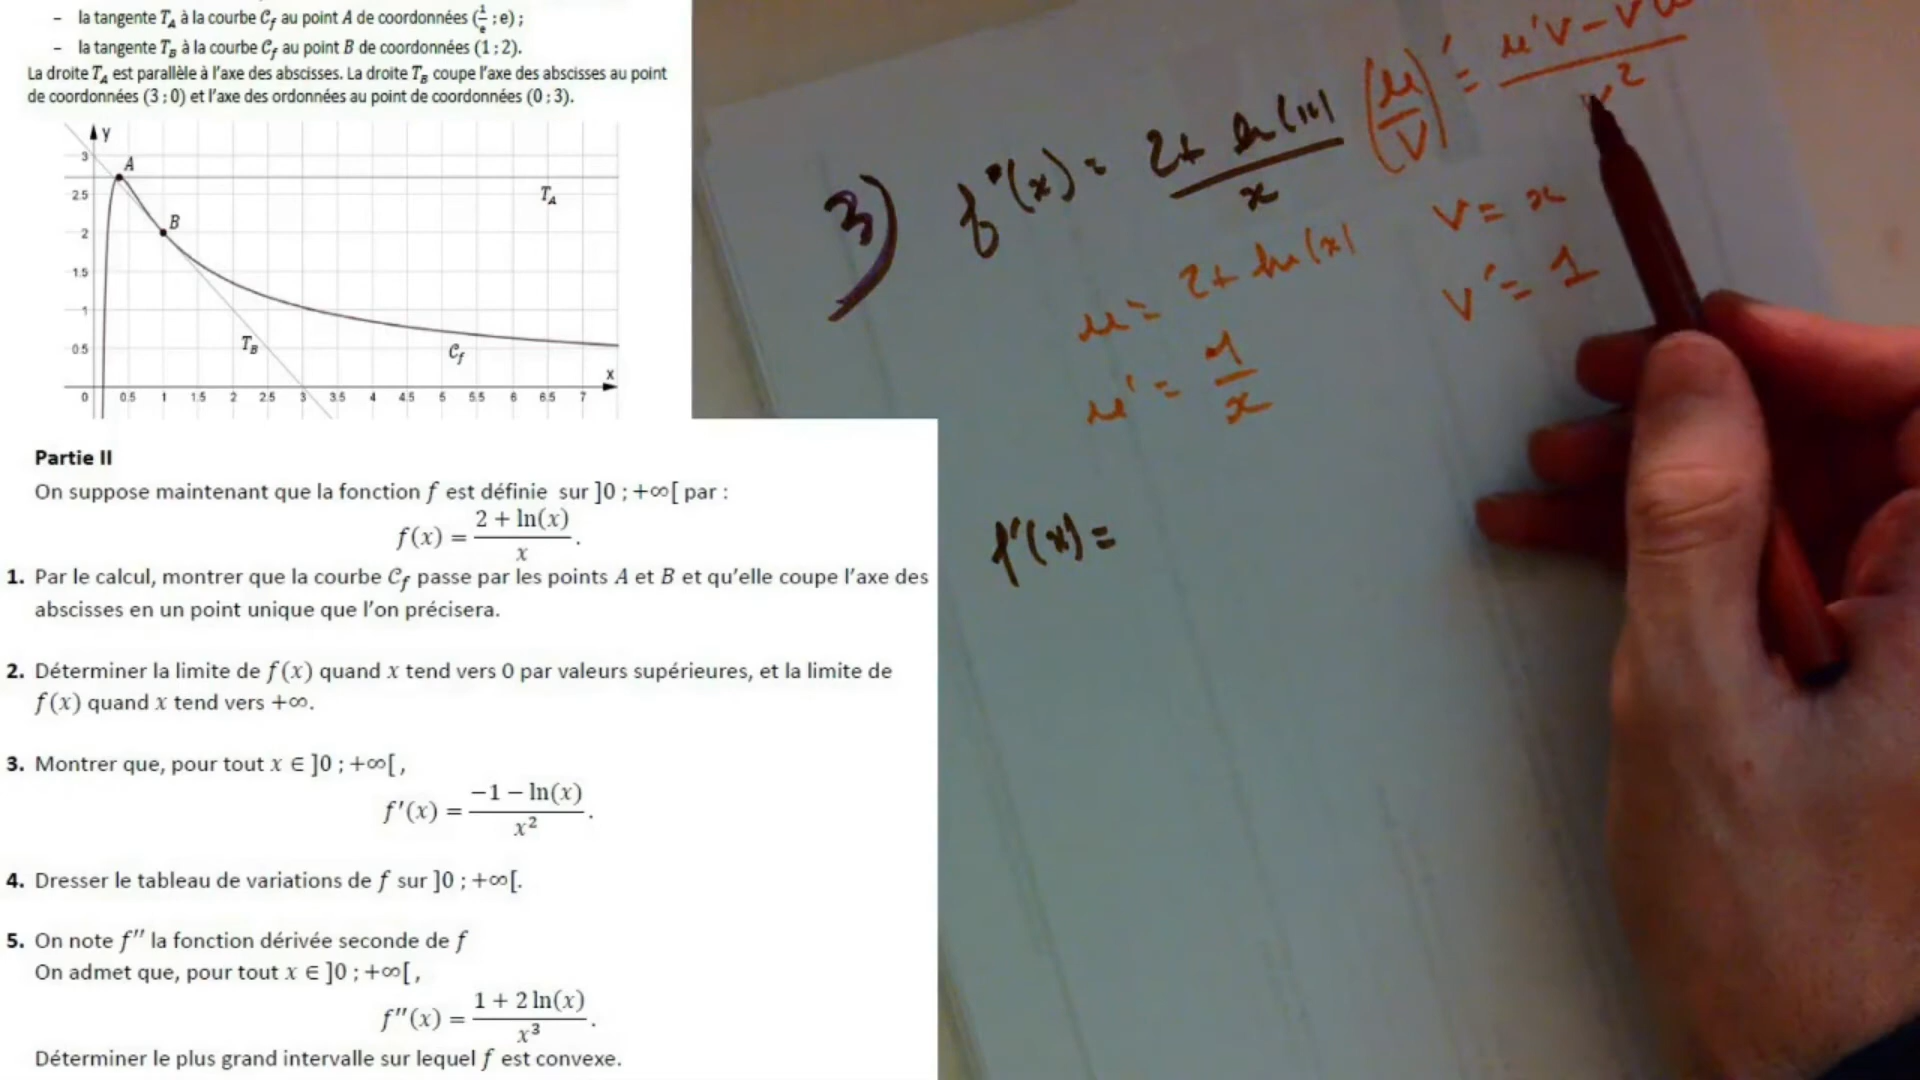 – la tangente T_A à la courbe C_f au point A de coordonnées (1/e ; e) ;
– la tangente T_B à la courbe C_f au point B de coordonnées (1 ; 2).
La droite T_A est parallèle à l'axe des abscisses. La droite T_B coupe l'axe des abscisses au point
de coordonnées (3 ; 0) et l'axe des ordonnées au point de coordonnées (0 ; 3).
y
3
A
2.5
T_A
B
2
1.5
1
0.5
T_B
C_f
x
0 0.5 1 1.5 2 2.5 3 3.5 4 4.5 5 5.5 6 6.5 7
Partie II
On suppose maintenant que la fonction f est définie sur ]0 ; +∞[ par :
f(x) = (2 + ln(x))/x .
1. Par le calcul, montrer que la courbe C_f passe par les points A et B et qu'elle coupe l'axe des
abscisses en un point unique que l'on précisera.
2. Déterminer la limite de f(x) quand x tend vers 0 par valeurs supérieures, et la limite de
f(x) quand x tend vers +∞.
3. Montrer que, pour tout x ∈ ]0 ; +∞[ ,
f'(x) = (−1 − ln(x))/x² .
4. Dresser le tableau de variations de f sur ]0 ; +∞[.
5. On note f'' la fonction dérivée seconde de f
On admet que, pour tout x ∈ ]0 ; +∞[ ,
f''(x) = (1 + 2 ln(x))/x³ .
Déterminer le plus grand intervalle sur lequel f est convexe.
3) f(x) = (2+ ln(x))/x
(u/v)' = (u'v − v'u)/v²
u = 2+ ln(x)
v = x
u' = 1/x
v' = 1
f'(x) =